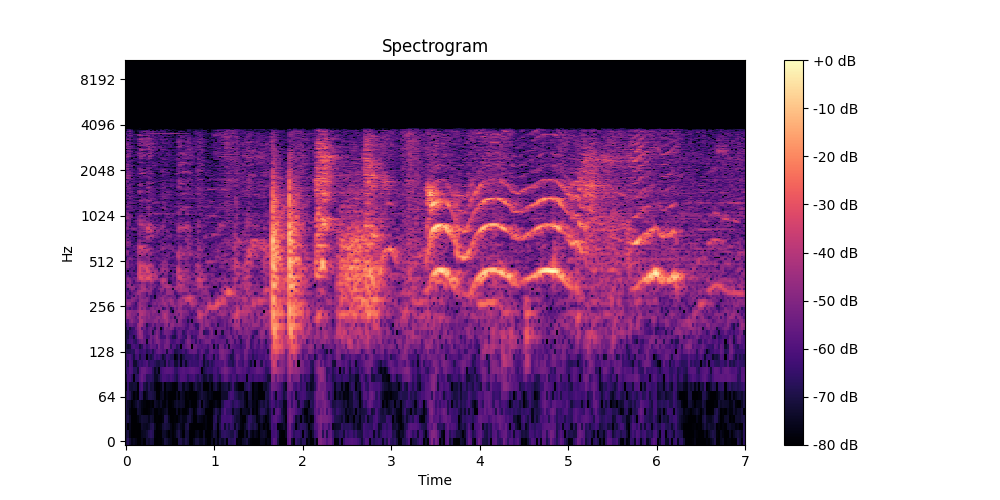 Spectrogram
8192
4096
2048
1024
512
256
128
64
0
Hz
0 1 2 3 4 5 6 7
Time
+0 dB
-10 dB
-20 dB
-30 dB
-40 dB
-50 dB
-60 dB
-70 dB
-80 dB